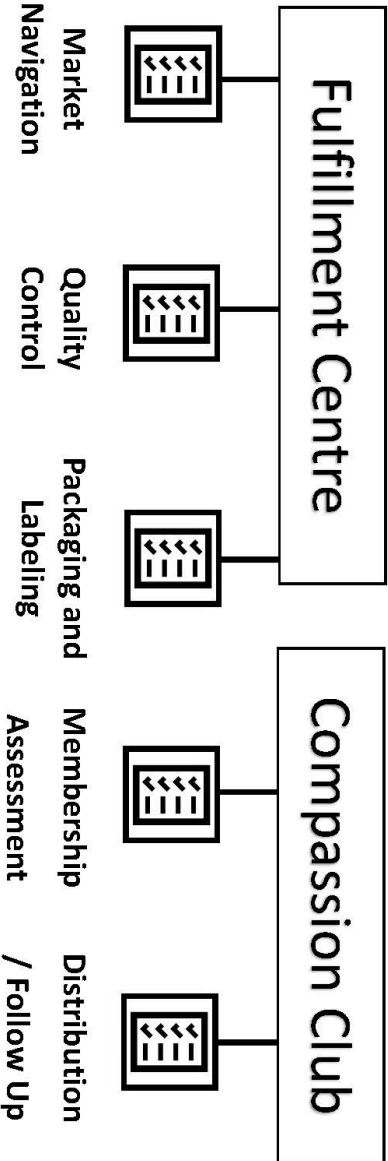 Fulfillment Centre
Compassion Club
Market
Navigation
Quality
Control
Packaging and
Labeling
Membership
Assessment
Distribution
/ Follow Up